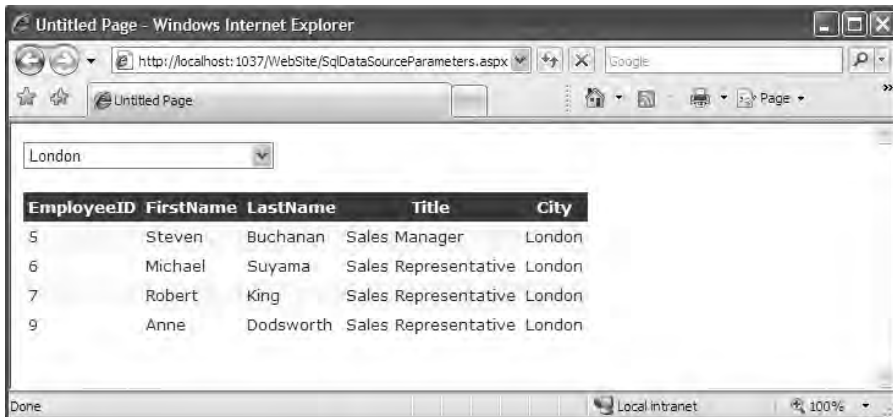 Untitled Page - Windows Internet Explorer
http://localhost:1037/WebSite/SqlDataSourceParameters.aspx
Google
Untitled Page
Page
London
EmployeeID FirstName LastName Title City
5 Steven Buchanan Sales Manager London
6 Michael Suyama Sales Representative London
7 Robert King Sales Representative London
9 Anne Dodsworth Sales Representative London
Done
Local intranet
100%